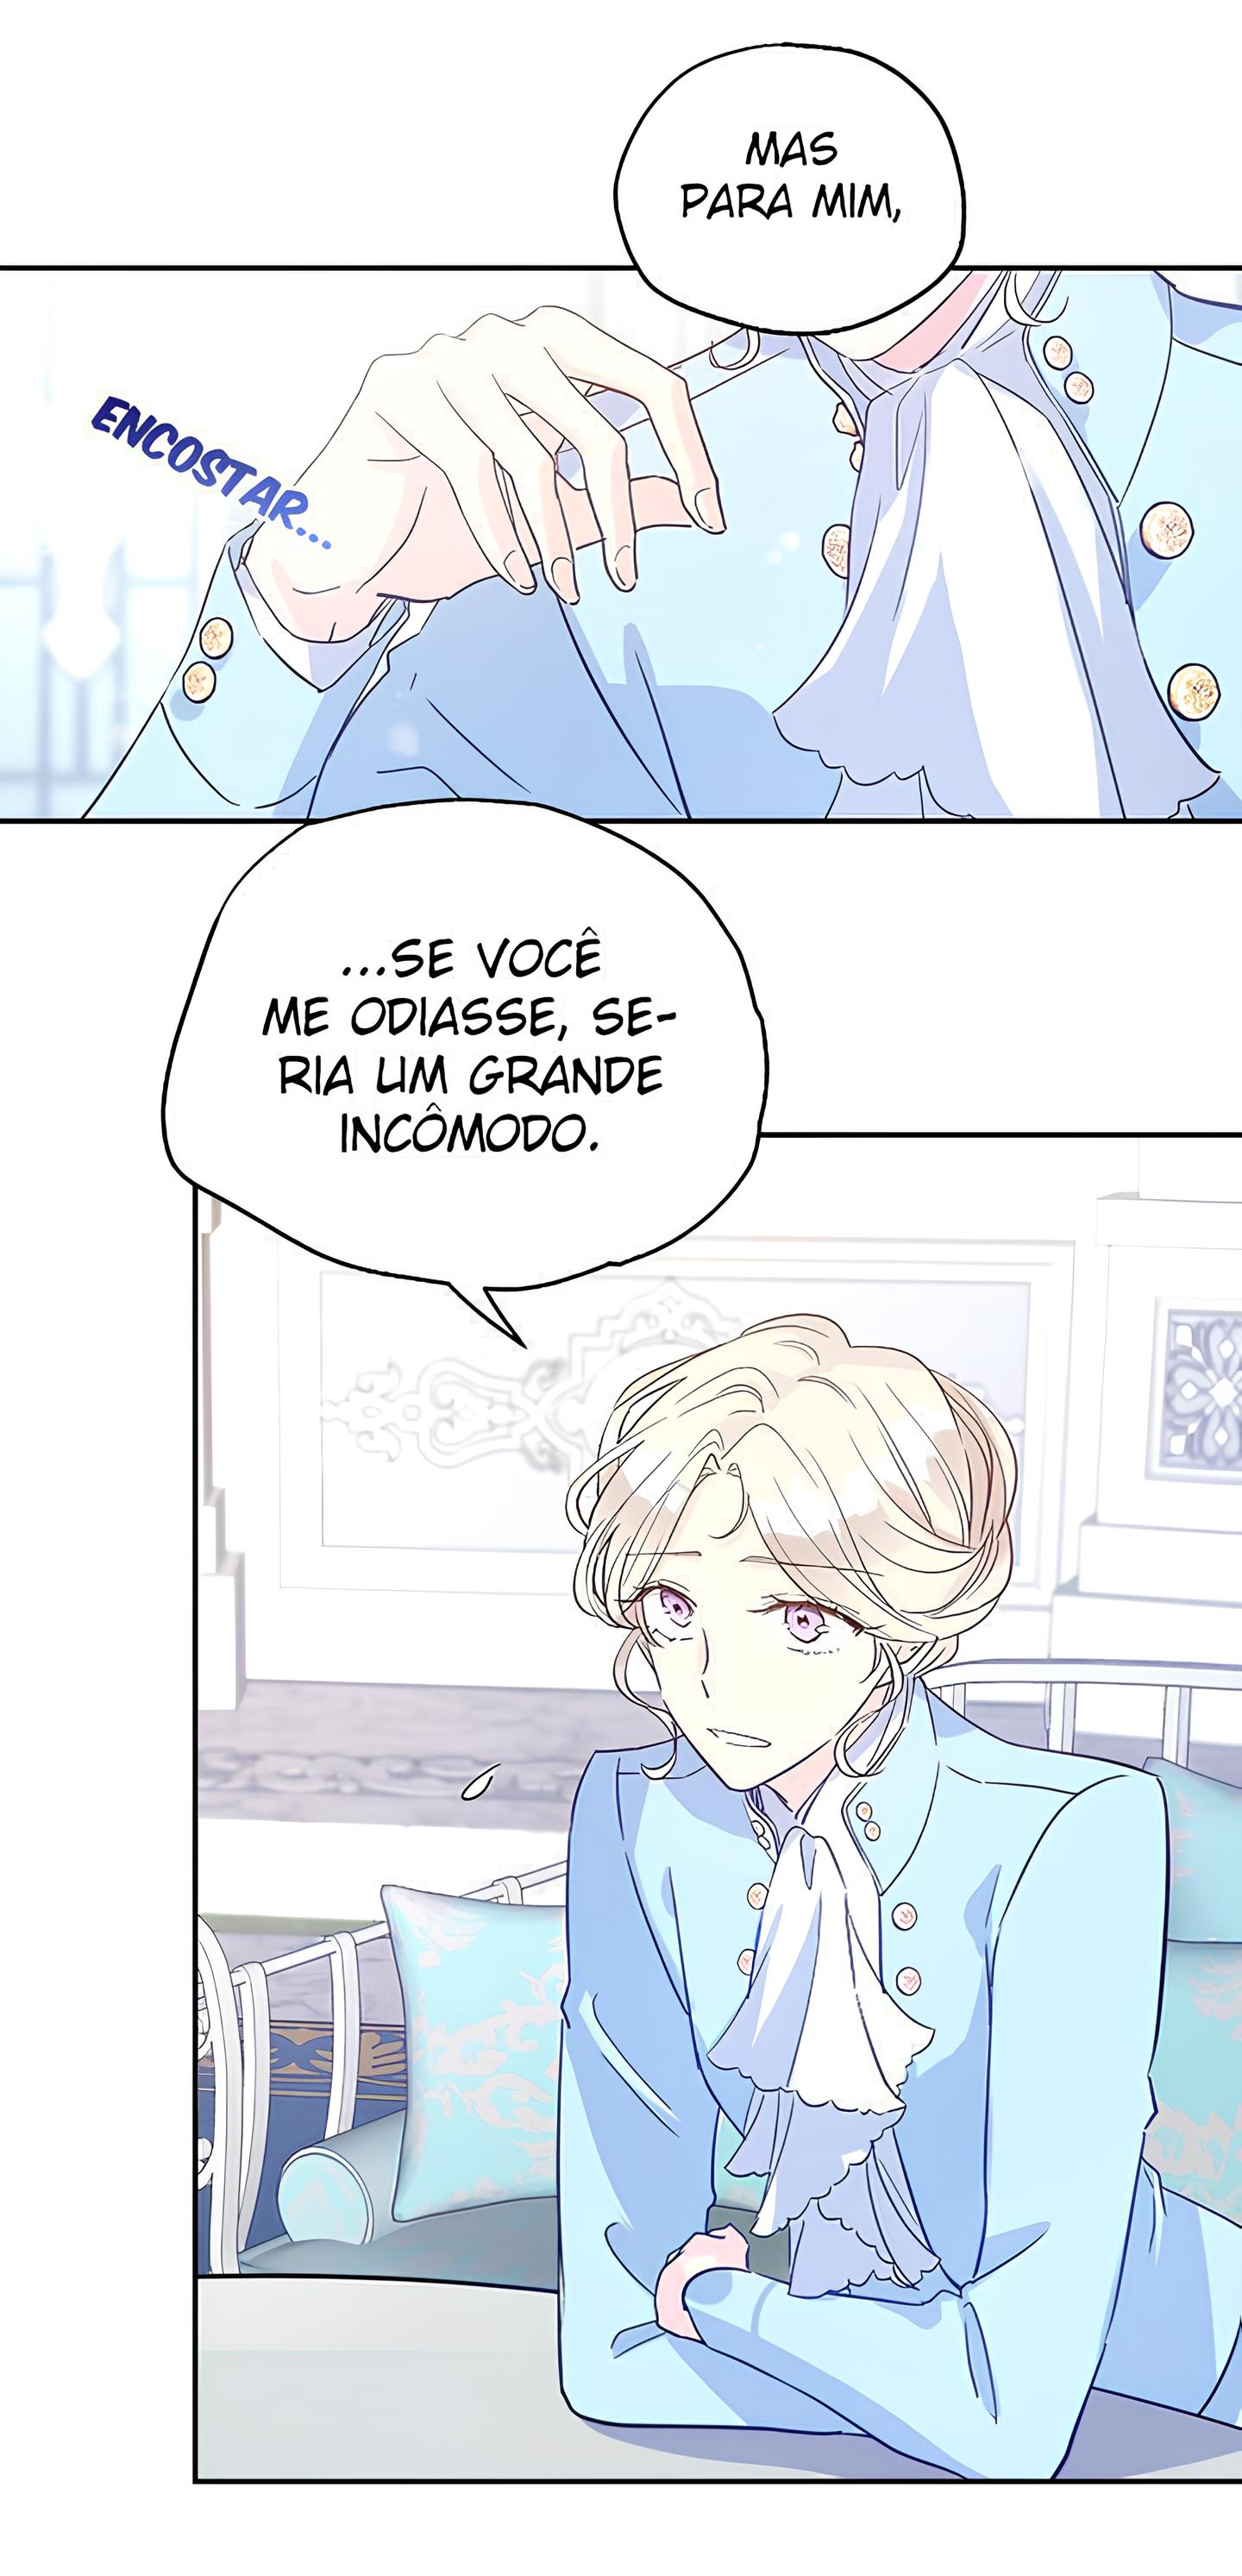 MAS
PARA MIM,
ENCOSTAR...
...SE VOCÊ
ME ODIASSE, SE-
RIA UM GRANDE
INCÔMODO.